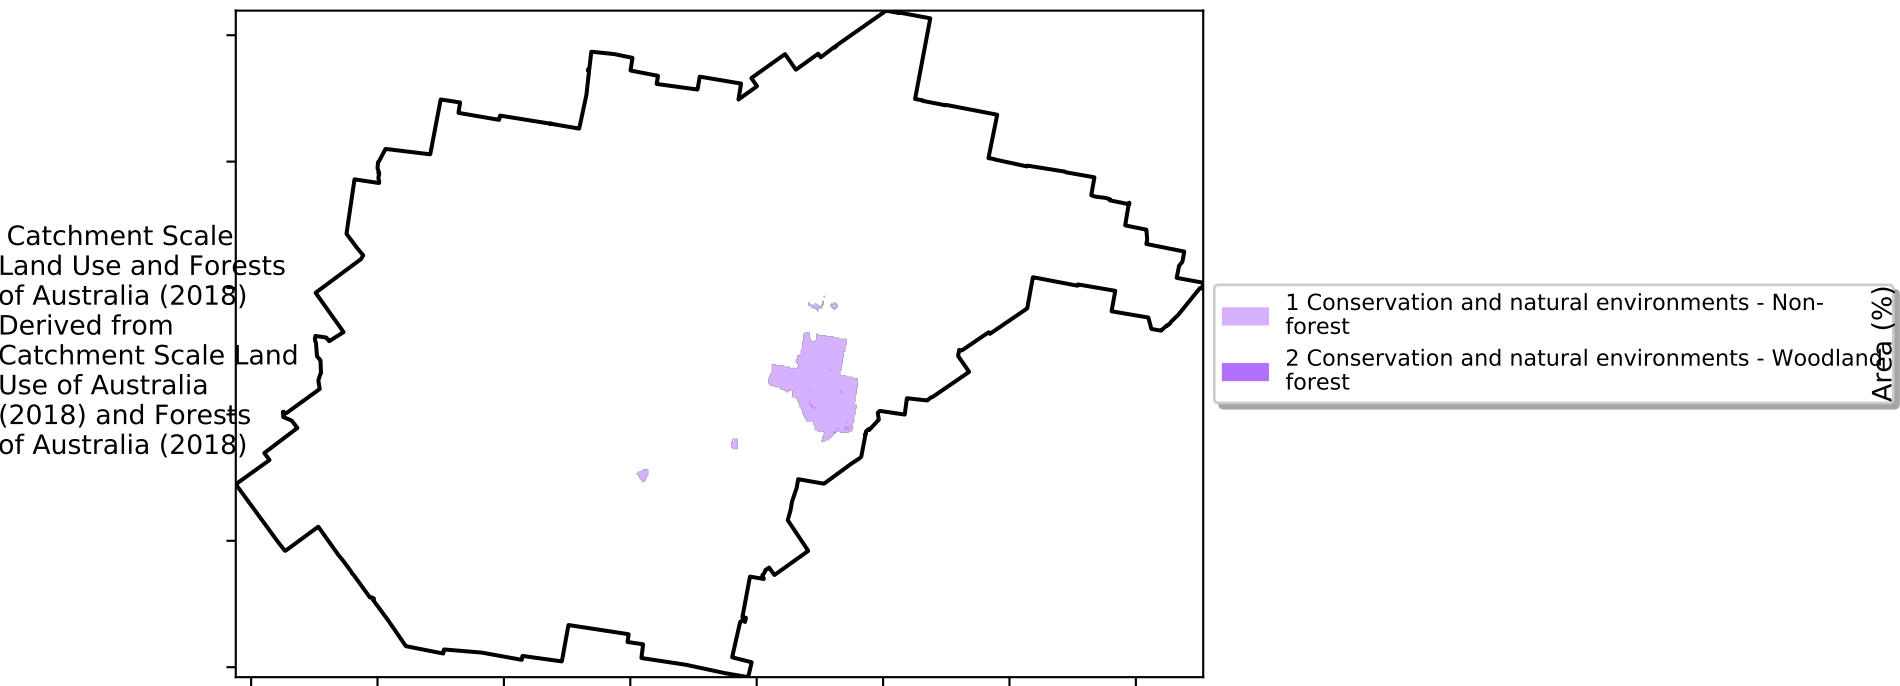 Catchment Scale
Land Use and Forests
of Australia (2018)
Derived from
Catchment Scale Land
Use of Australia
(2018) and Forests
of Australia (2018)
1 Conservation and natural environments - Non-
forest
2 Conservation and natural environments - Woodland
forest
Area (%)